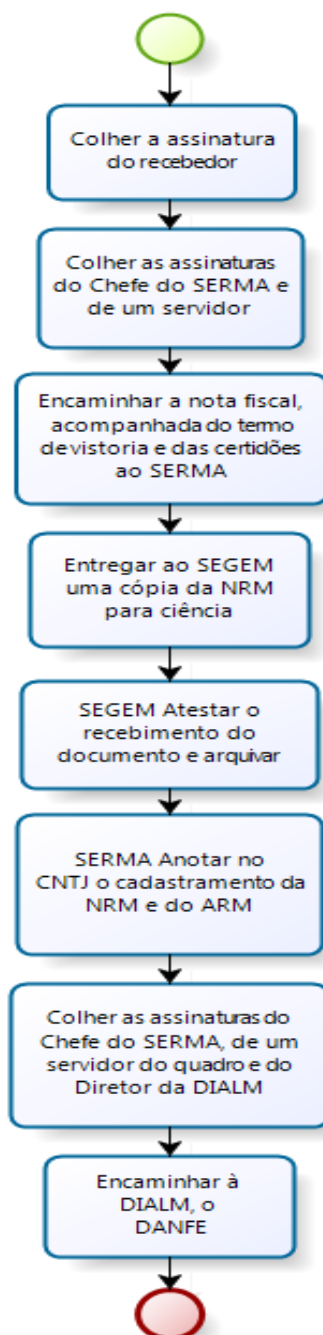 Colher a assinatura
do recebedor
Colher as assinaturas
do Chefe do SERMA e
de um servidor
Encaminhar a nota fiscal,
acompanhada do termo
de vistoria e das certidões
ao SERMA
Entregar ao SEGEM
uma cópia da NRM
para ciência
SEGEM Atestar o
recebimento do
documento e arquivar
SERMA Anotar no
CNTJ o cadastramento da
NRM e do ARM
Colher as assinaturas do
Chefe do SERMA, de um
servidor do quadro e do
Diretor da DIALM
Encaminhar à
DIALM, o
DANFE